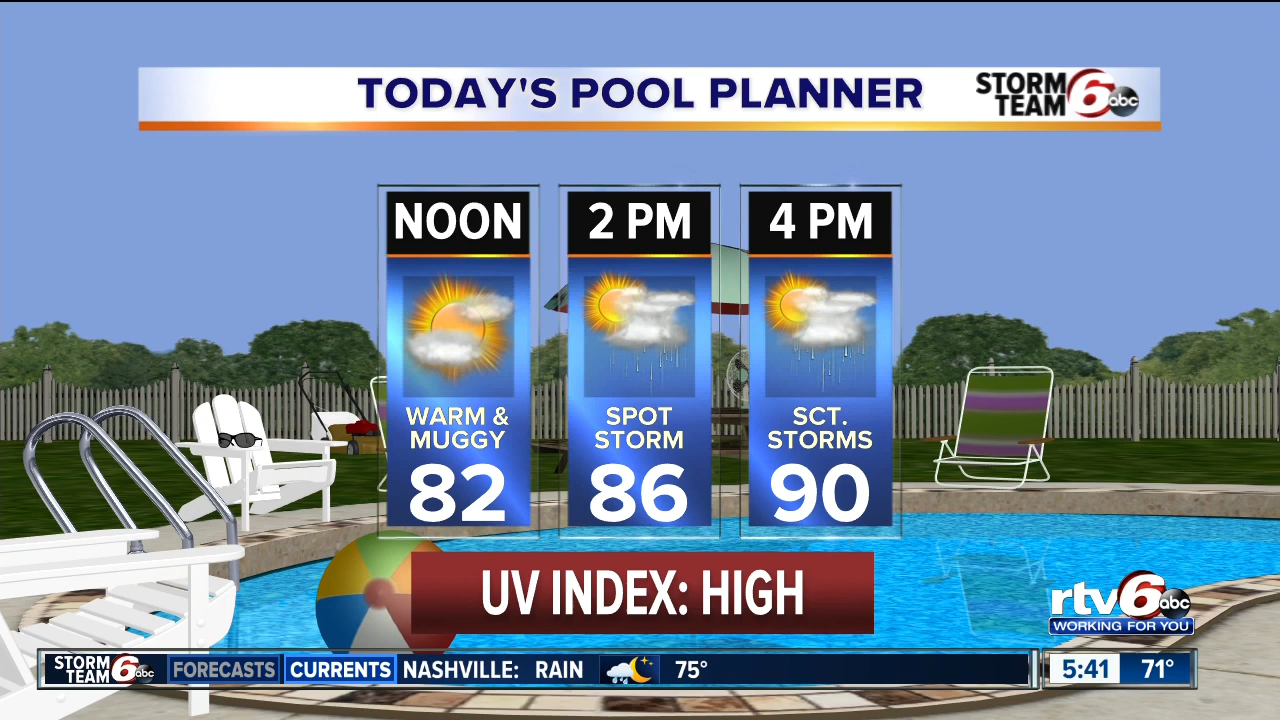 TODAY'S POOL PLANNER
STORM
TEAM 6 abc
NOON
WARM &
MUGGY
82
2 PM
SPOT
STORM
86
4 PM
SCT.
STORMS
90
UV INDEX: HIGH
rtv6 abc
WORKING FOR YOU
STORM
TEAM 6 abc
FORECASTS CURRENTS NASHVILLE: RAIN 75°
5:41 71°